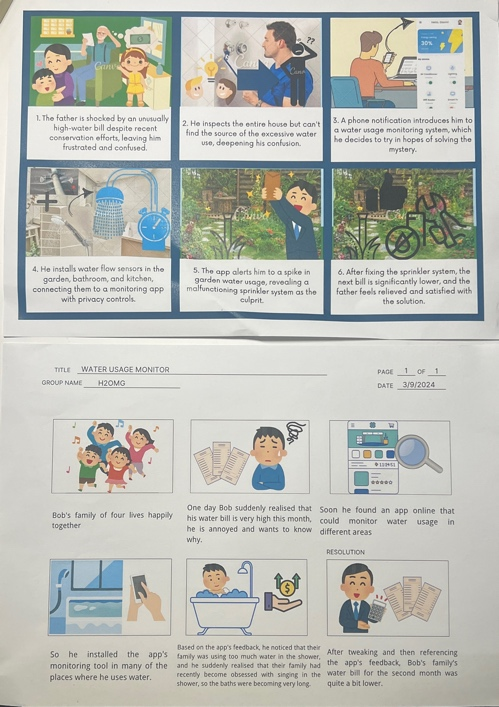 1. The father is shocked by an unusually
high-water bill despite recent
conservation efforts, leaving him
frustrated and confused.
2. He inspects the entire house but can't
find the source of the excessive water
use, deepening his confusion.
3. A phone notification introduces him to
a water usage monitoring system, which
he decides to try in hopes of solving the
mystery.
4. He installs water flow sensors in the
garden, bathroom, and kitchen,
connecting them to a monitoring app
with privacy controls.
5. The app alerts him to a spike in
garden water usage, revealing a
malfunctioning sprinkler system as the
culprit.
6. After fixing the sprinkler system, the
next bill is significantly lower, and the
father feels relieved and satisfied with
the solution.
TITLE WATER USAGE MONITOR
PAGE 1 OF 1
GROUP NAME H2OMG
DATE 3/9/2024
Bob's family of four lives happily
together
One day Bob suddenly realised that
his water bill is very high this month,
he is annoyed and wants to know
why.
Soon he found an app online that
could monitor water usage in
different areas
RESOLUTION
So he installed the app's
monitoring tool in many of the
places where he uses water.
Based on the app's feedback, he noticed that their
family was using too much water in the shower,
and he suddenly realised that their family had
recently become obsessed with singing in the
shower, so the baths were becoming very long.
After tweaking and then referencing
the app's feedback, Bob's family's
water bill for the second month was
quite a bit lower.